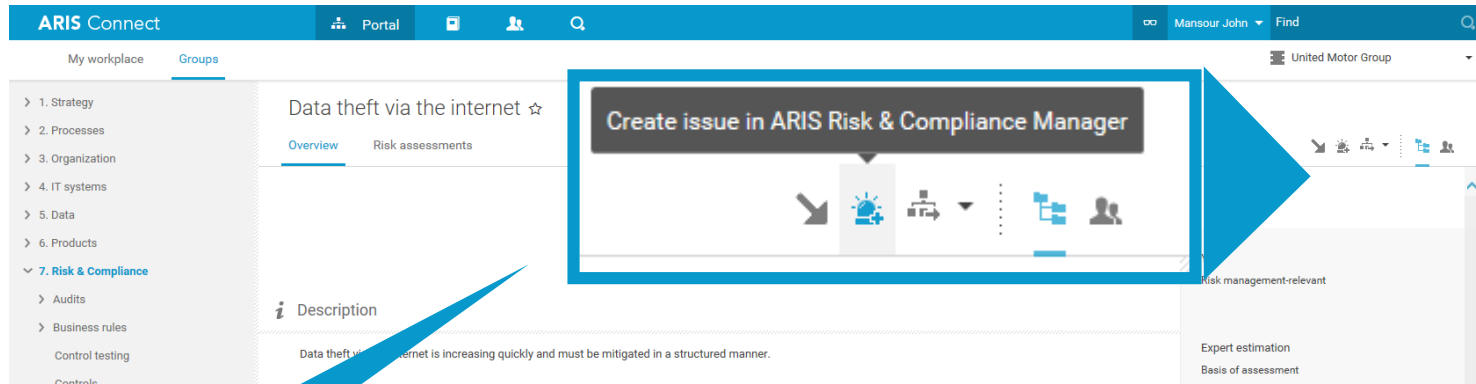 ARIS Connect
Portal
Mansour John
Find
My workplace
Groups
United Motor Group
1. Strategy
2. Processes
3. Organization
4. IT systems
5. Data
6. Products
7. Risk & Compliance
Audits
Business rules
Control testing
Controls
Data theft via the internet
Overview
Risk assessments
Create issue in ARIS Risk & Compliance Manager
i Description
Data theft internet is increasing quickly and must be mitigated in a structured manner.
Risk management-relevant
Expert estimation
Basis of assessment